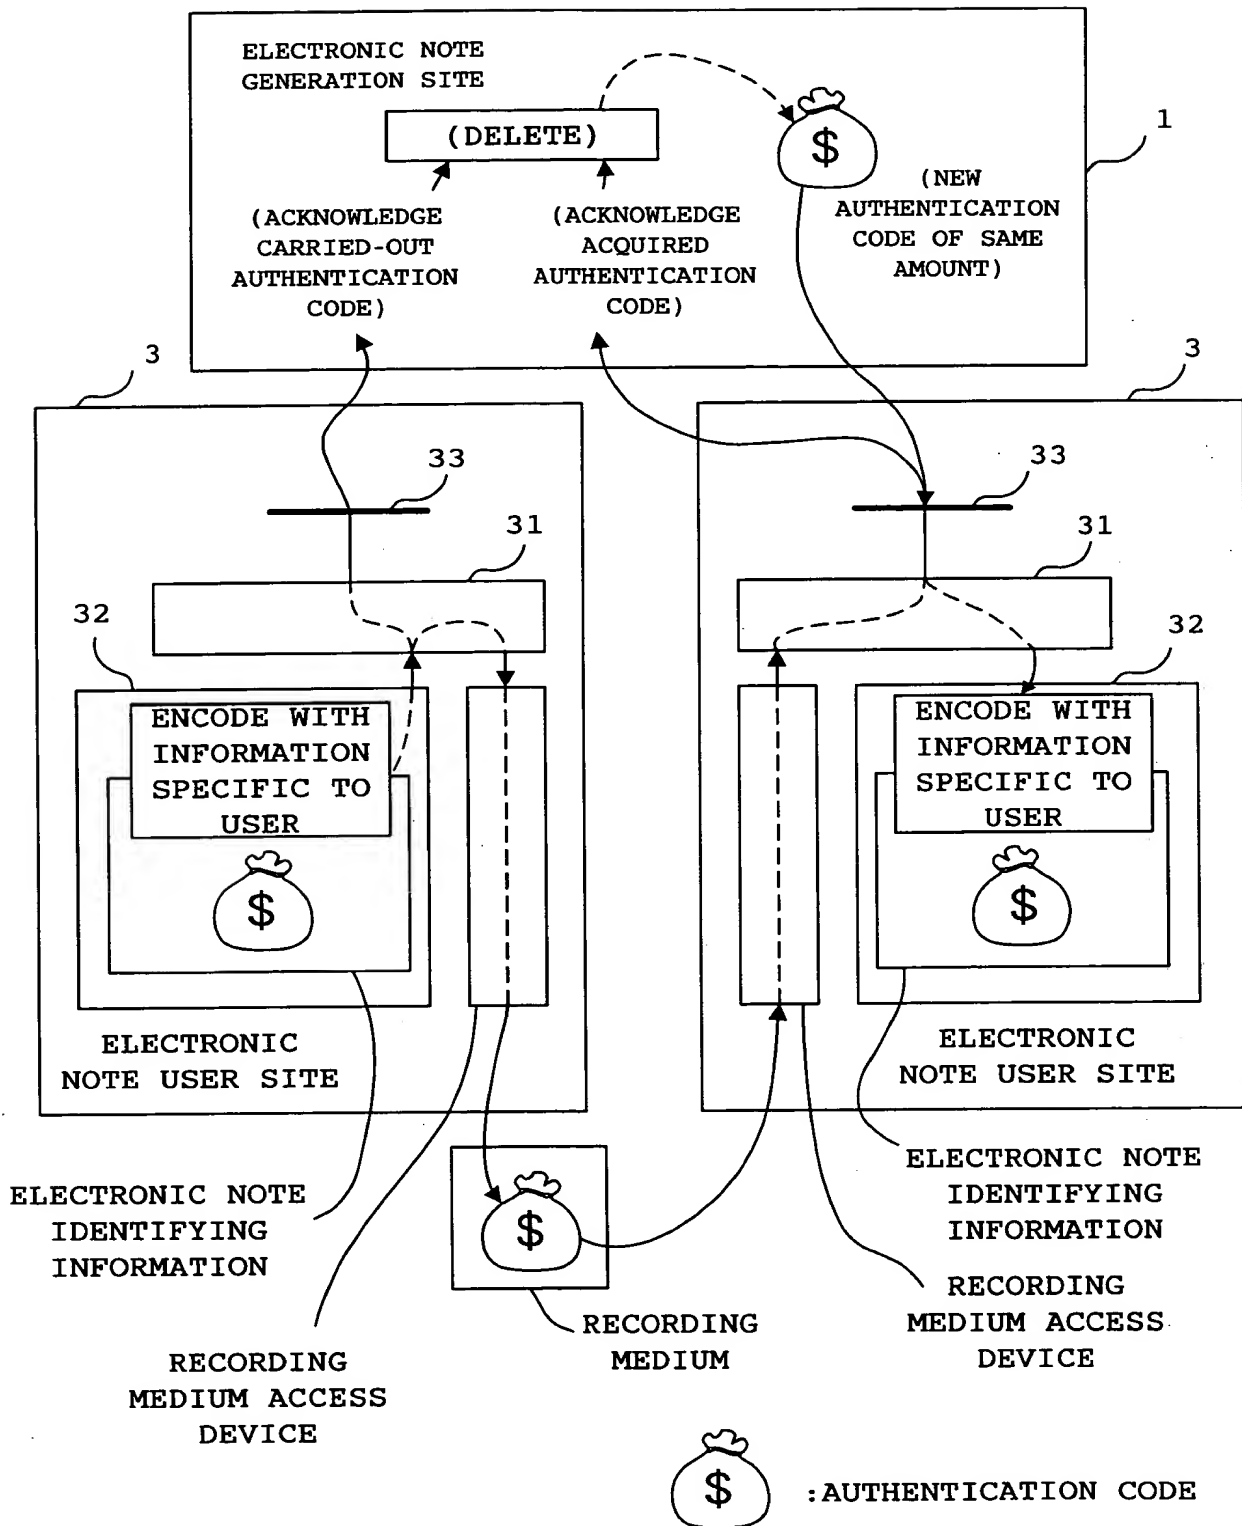 ELECTRONIC NOTE
GENERATION SITE
(DELETE)
$
1
(NEW
AUTHENTICATION
CODE OF SAME
AMOUNT)
(ACKNOWLEDGE
CARRIED-OUT
AUTHENTICATION
CODE)
(ACKNOWLEDGE
ACQUIRED
AUTHENTICATION
CODE)
3
33
31
32
ENCODE WITH
INFORMATION
SPECIFIC TO
USER
$
ELECTRONIC
NOTE USER SITE
3
33
31
32
ENCODE WITH
INFORMATION
SPECIFIC TO
USER
$
ELECTRONIC
NOTE USER SITE
ELECTRONIC NOTE
IDENTIFYING
INFORMATION
RECORDING
MEDIUM ACCESS
DEVICE
$
RECORDING
MEDIUM
ELECTRONIC NOTE
IDENTIFYING
INFORMATION
RECORDING
MEDIUM ACCESS
DEVICE
$ :AUTHENTICATION CODE